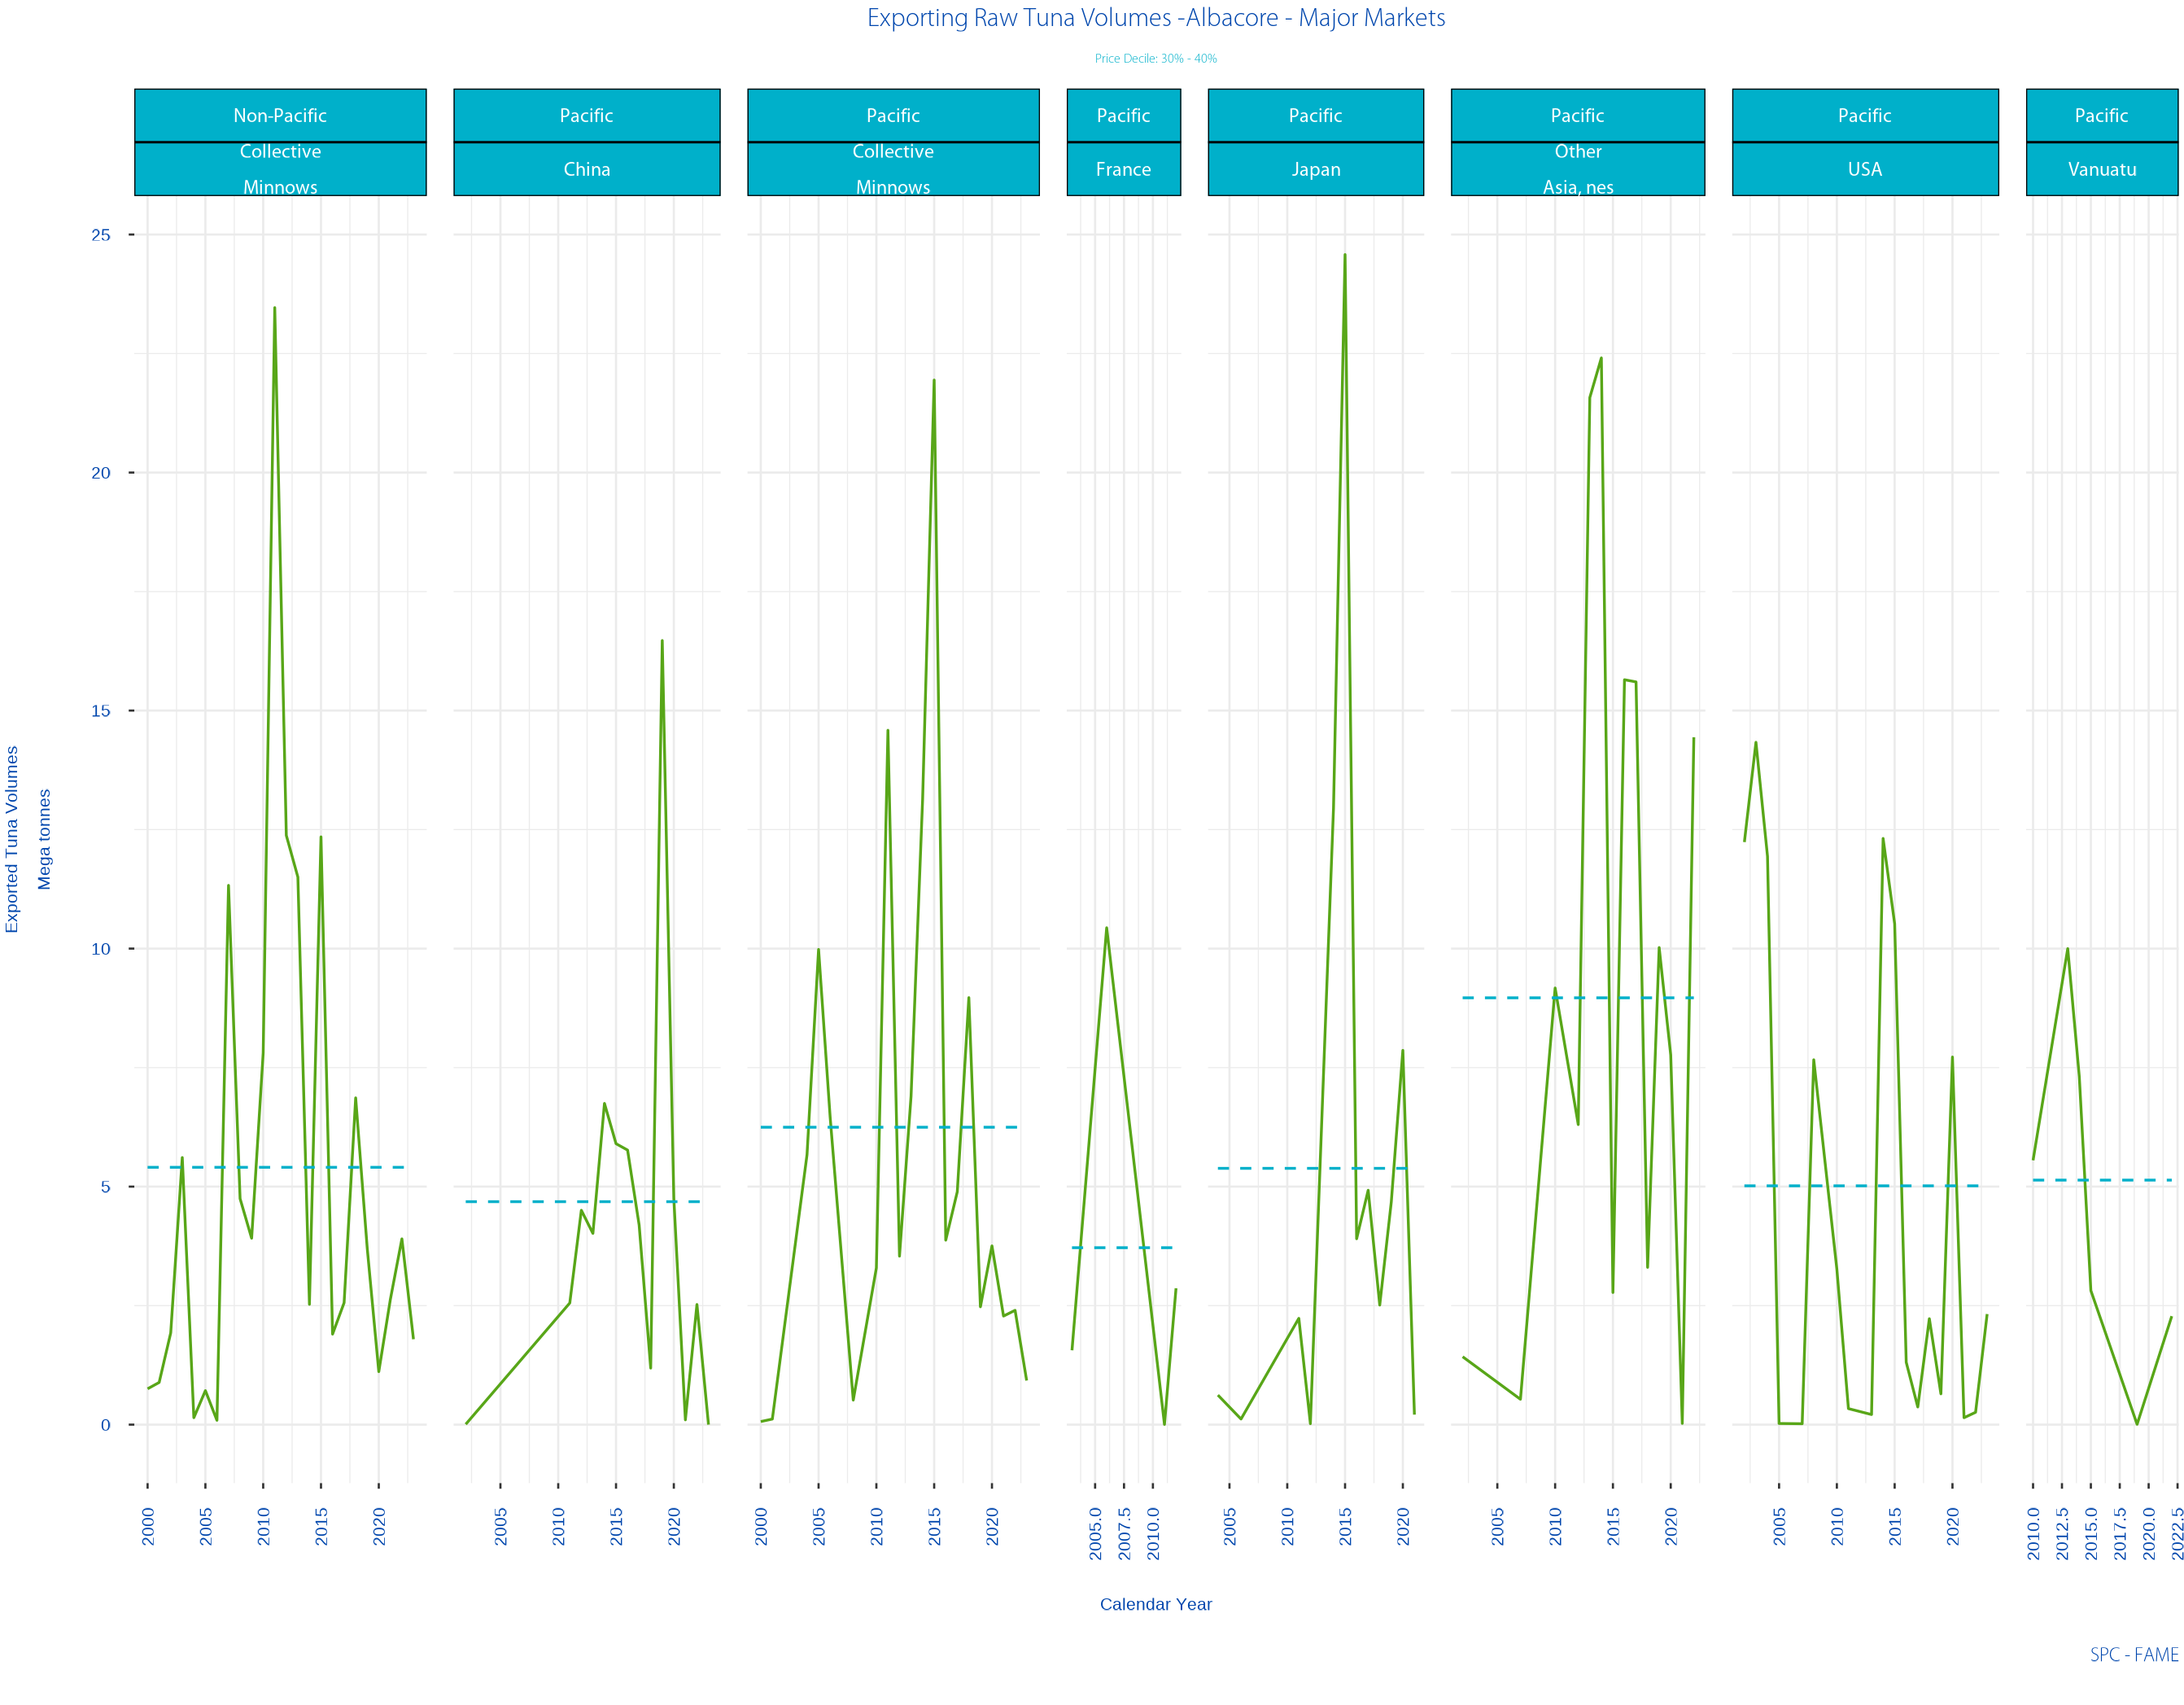 Exporting Raw Tuna Volumes -Albacore - Major Markets
Price Decile: 30% - 40%
Non-Pacific
Pacific
Pacific
Pacific
Pacific
Pacific
Pacific
Pacific
Collective
Minnows
China
Collective
Minnows
France
Japan
Other
Asia, nes
USA
Vanuatu
25
20
15
10
5
0
Exported Tuna Volumes
Mega tonnes
2000 2005 2010 2015 2020
2005 2010 2015 2020
2000 2005 2010 2015 2020
2005.0 2007.5 2010.0
2005 2010 2015 2020
2005 2010 2015 2020
2005 2010 2015 2020
2010.0 2012.5 2015.0 2017.5 2020.0 2022.5
Calendar Year
SPC - FAME